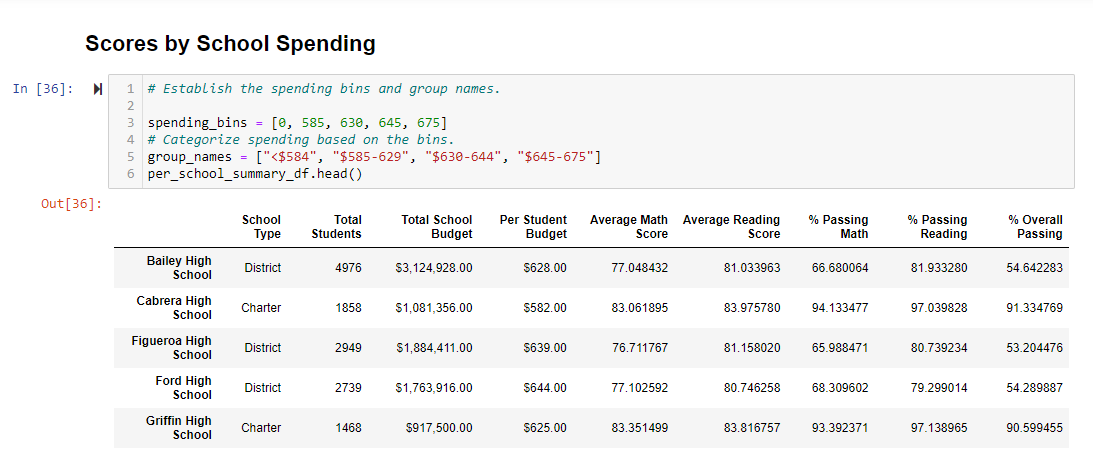 Scores by School Spending
In [36]:
1 # Establish the spending bins and group names.
2
3 spending_bins = [0, 585, 630, 645, 675]
4 # Categorize spending based on the bins.
5 group_names = ["<$584", "$585-629", "$630-644", "$645-675"]
6 per_school_summary_df.head()
Out[36]:
School Type Total Students Total School Budget Per Student Budget Average Math Score Average Reading Score % Passing Math % Passing Reading % Overall Passing
Bailey High School District 4976 $3,124,928.00 $628.00 77.048432 81.033963 66.680064 81.933280 54.642283
Cabrera High School Charter 1858 $1,081,356.00 $582.00 83.061895 83.975780 94.133477 97.039828 91.334769
Figueroa High School District 2949 $1,884,411.00 $639.00 76.711767 81.158020 65.988471 80.739234 53.204476
Ford High School District 2739 $1,763,916.00 $644.00 77.102592 80.746258 68.309602 79.299014 54.289887
Griffin High School Charter 1468 $917,500.00 $625.00 83.351499 83.816757 93.392371 97.138965 90.599455